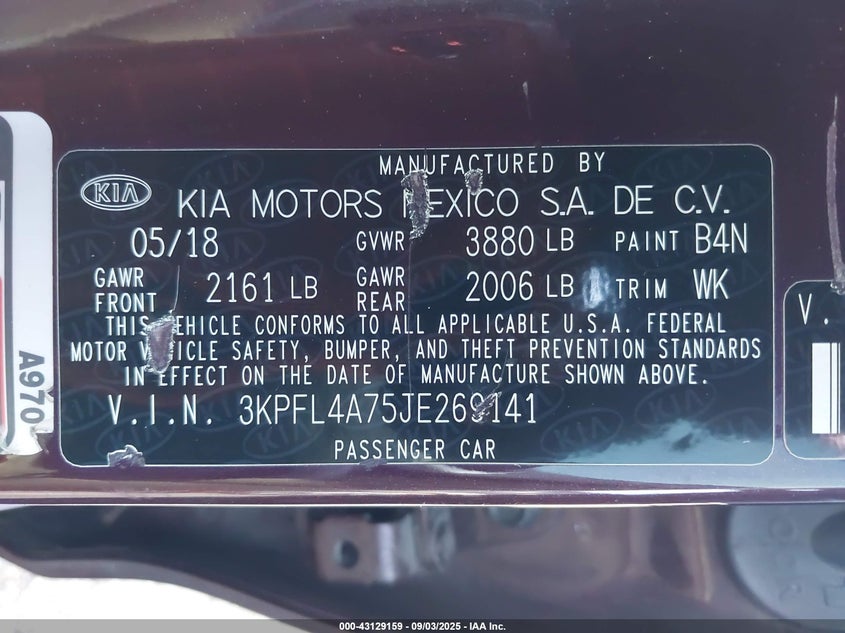 MANUFACTURED BY
KIA KIA MOTORS MEXICO S.A. DE C.V.
05/18 GVWR 3880 LB PAINT B4N
GAWR FRONT 2161 LB GAWR REAR 2006 LB TRIM WK
THIS VEHICLE CONFORMS TO ALL APPLICABLE U.S.A. FEDERAL
MOTOR VEHICLE SAFETY, BUMPER, AND THEFT PREVENTION STANDARDS
IN EFFECT ON THE DATE OF MANUFACTURE SHOWN ABOVE.
V.I.N. 3KPFL4A75JE269141
PASSENGER CAR
A970
V.
000-43129159 - 09/03/2025 - IAA Inc.